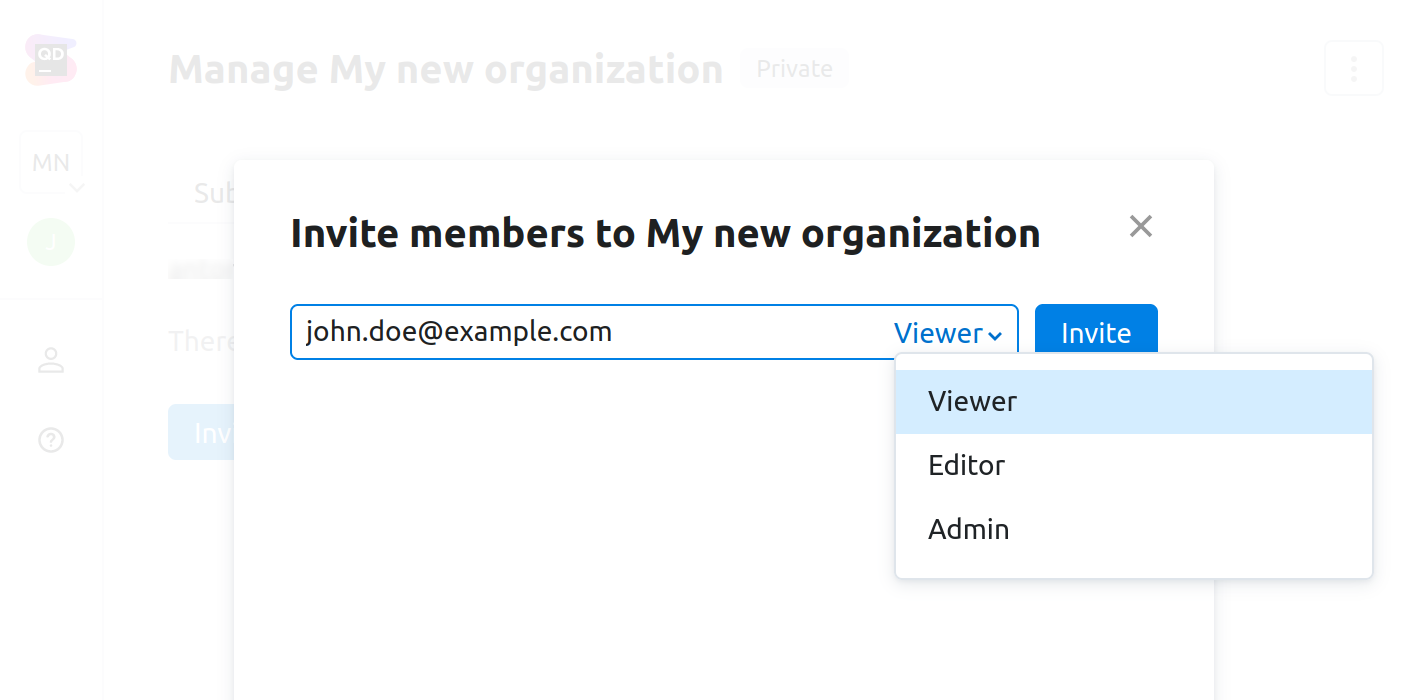 QD
Manage My new organization Private
MN
Sub
J
Invite members to My new organization
john.doe@example.com Viewer Invite
There
Viewer
Inv
Editor
Admin